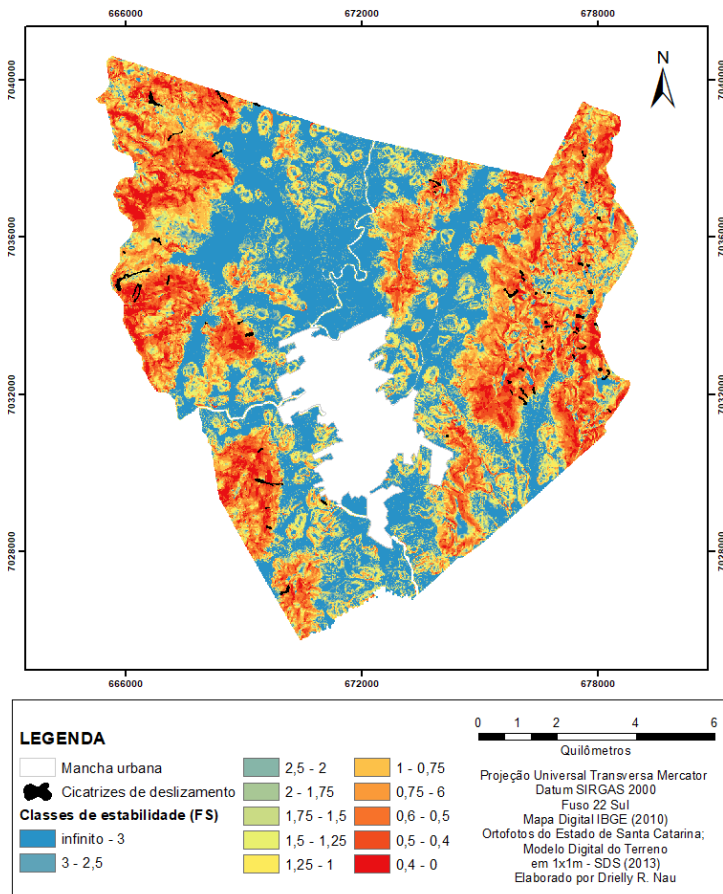 666000
672000
678000
7040000
7040000
N
7036000
7036000
7032000
7032000
7028000
7028000
666000
672000
678000
LEGENDA
Mancha urbana
Cicatrizes de deslizamento
Classes de estabilidade (FS)
infinito - 3
3 - 2,5
2,5 - 2
2 - 1,75
1,75 - 1,5
1,5 - 1,25
1,25 - 1
1 - 0,75
0,75 - 6
0,6 - 0,5
0,5 - 0,4
0,4 - 0
0 1 2 4 6
Quilômetros
Projeção Universal Transversa Mercator
Datum SIRGAS 2000
Fuso 22 Sul
Mapa Digital IBGE (2010)
Ortofotos do Estado de Santa Catarina;
Modelo Digital do Terreno
em 1x1m - SDS (2013)
Elaborado por Drielly R. Nau